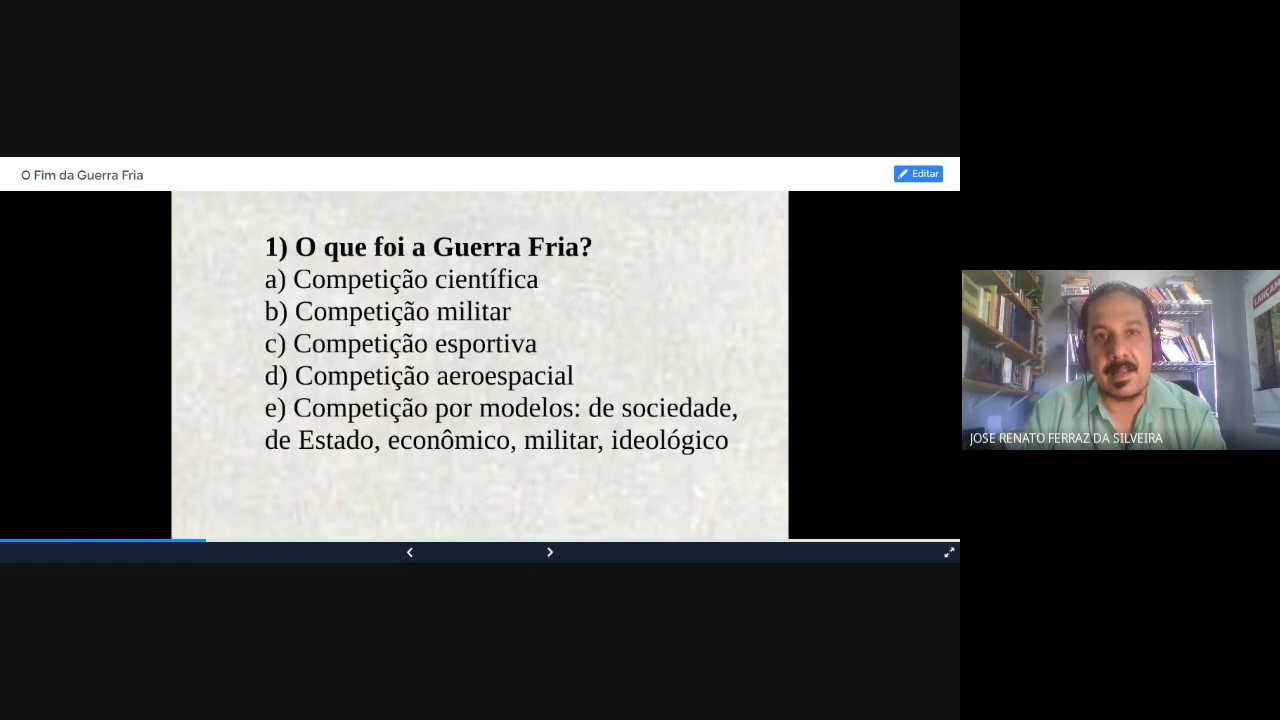 O Fim da Guerra Fria
Editar
1) O que foi a Guerra Fria?
a) Competição científica
b) Competição militar
c) Competição esportiva
d) Competição aeroespacial
e) Competição por modelos: de sociedade,
de Estado, econômico, militar, ideológico
JOSE RENATO FERRAZ DA SILVEIRA